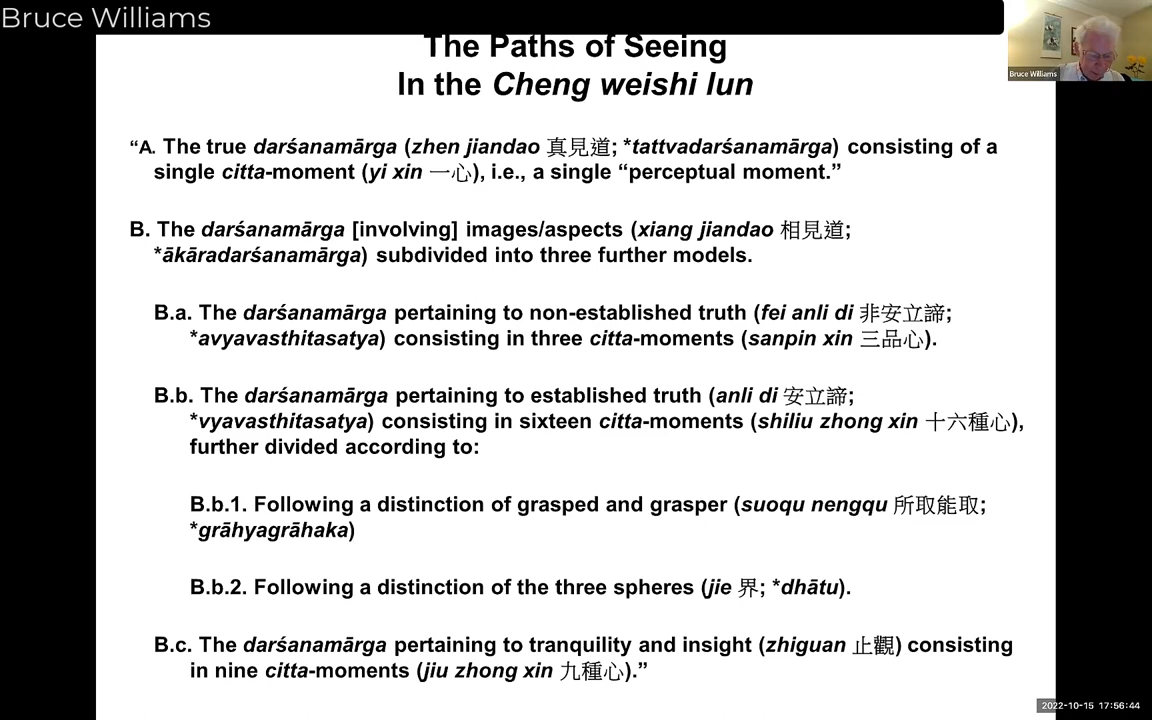 Bruce Williams
Bruce Williams
The Paths of Seeing
In the Cheng weishi lun
“A. The true darśanamārga (zhen jiandao 真見道; *tattvadarśanamārga) consisting of a
single citta-moment (yi xin 一心), i.e., a single “perceptual moment.”
B. The darśanamārga [involving] images/aspects (xiang jiandao 相見道;
*ākāradarśanamārga) subdivided into three further models.
B.a. The darśanamārga pertaining to non-established truth (fei anli di 非安立諦;
*avyavasthitasatya) consisting in three citta-moments (sanpin xin 三品心).
B.b. The darśanamārga pertaining to established truth (anli di 安立諦;
*vyavasthitasatya) consisting in sixteen citta-moments (shiliu zhong xin 十六種心),
further divided according to:
B.b.1. Following a distinction of grasped and grasper (suoqu nengqu 所取能取;
*grāhyagrāhaka)
B.b.2. Following a distinction of the three spheres (jie 界; *dhātu).
B.c. The darśanamārga pertaining to tranquility and insight (zhiguan 止觀) consisting
in nine citta-moments (jiu zhong xin 九種心).”
2022-10-15 17:56:44